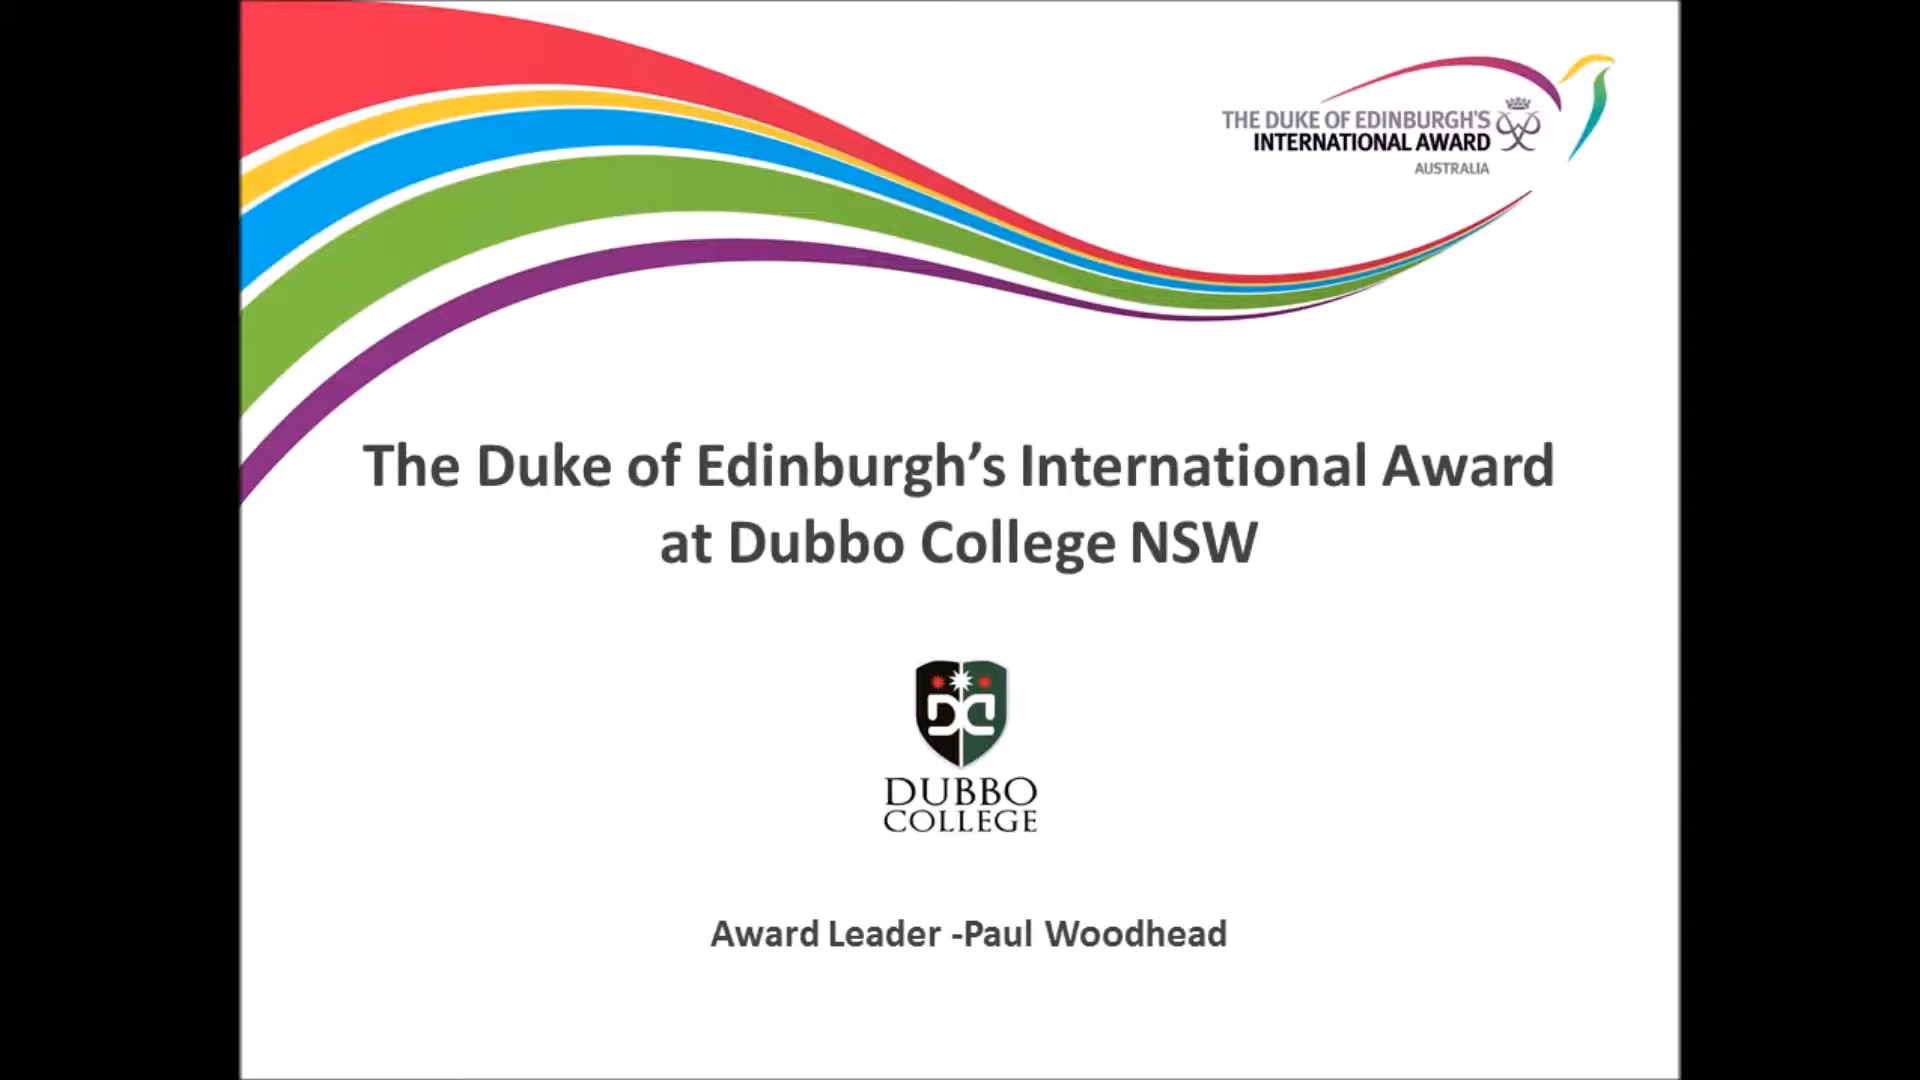 THE DUKE OF EDINBURGH'S
INTERNATIONAL AWARD
AUSTRALIA
The Duke of Edinburgh’s International Award
at Dubbo College NSW
DUBBO
COLLEGE
Award Leader -Paul Woodhead